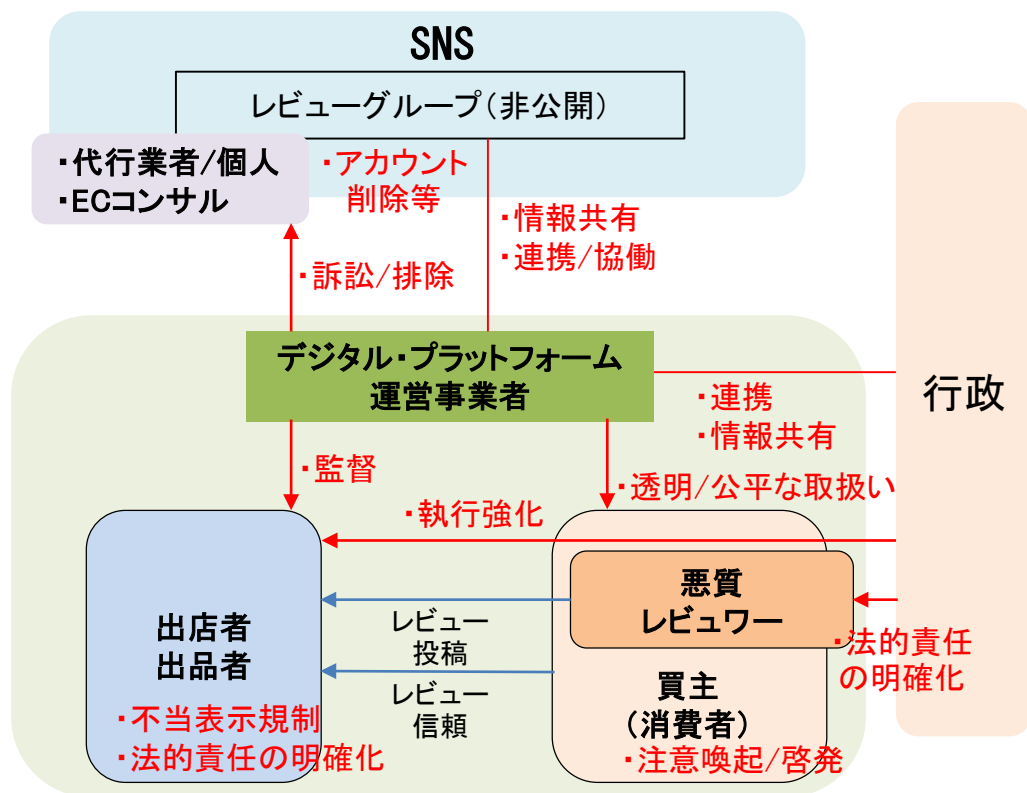 SNS
レビューグループ(非公開)
・代行業者/個人
・ECコンサル
・アカウント
削除等
・情報共有
・連携/協働
・訴訟/排除
デジタル・プラットフォーム
運営事業者
行政
・連携
・情報共有
・監督
・透明/公平な取扱い
・執行強化
悪質
レビュワー
出店者
出品者
レビュー
投稿
・法的責任
の明確化
レビュー
信頼
買主
(消費者)
・不当表示規制
・法的責任の明確化
・注意喚起/啓発